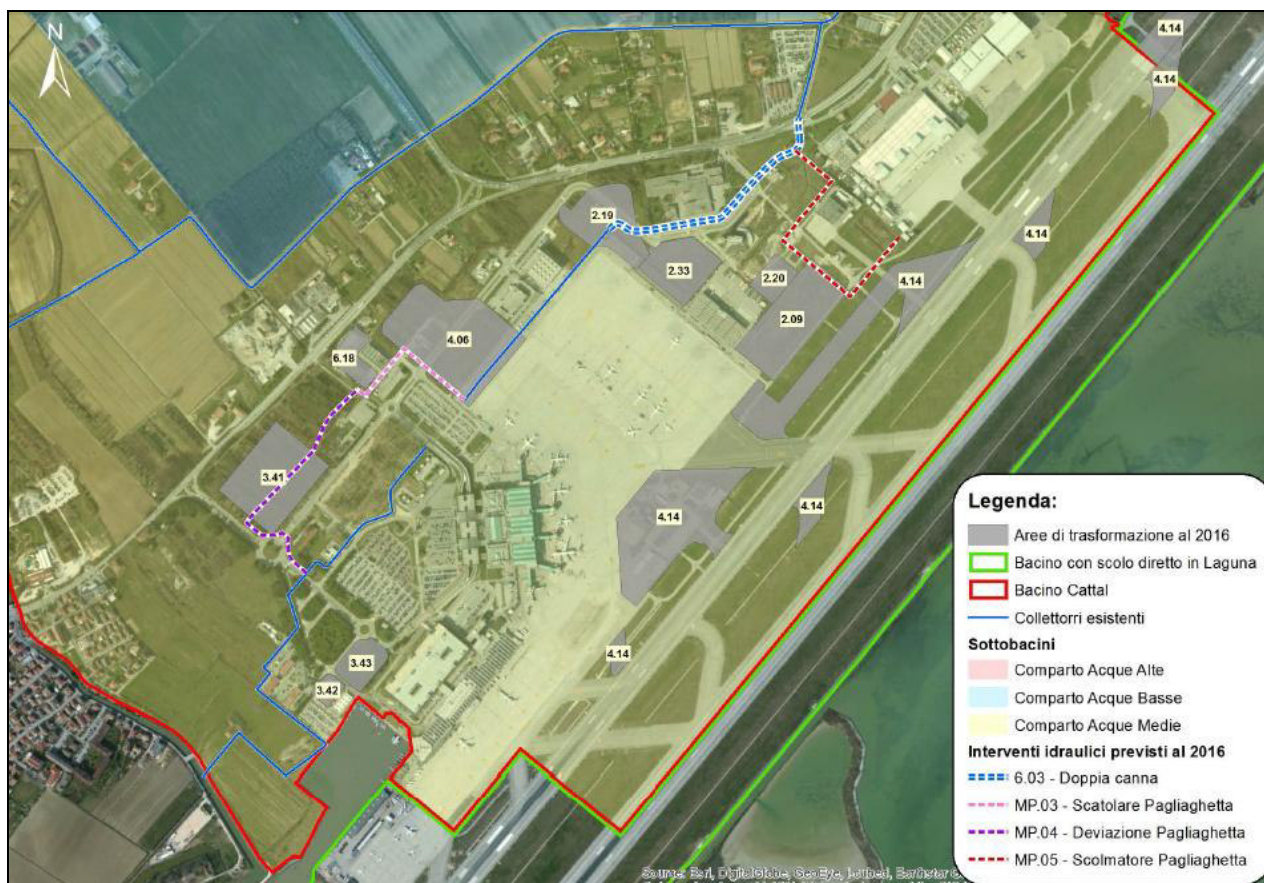 N
4.14
4.14
2.19
4.14
2.33
2.20
4.14
2.09
4.06
6.18
3.41
4.14
4.14
3.43
4.14
3.42
Legenda:
Aree di trasformazione al 2016
Bacino con scolo diretto in Laguna
Bacino Cattal
Collettorri esistenti
Sottobacini
Comparto Acque Alte
Comparto Acque Basse
Comparto Acque Medie
Interventi idraulici previsti al 2016
6.03 - Doppia canna
MP.03 - Scatolare Pagliaghetta
MP.04 - Deviazione Pagliaghetta
MP.05 - Scolmatore Pagliaghetta
Source: Esri, DigitalGlobe, GeoEye, Earthstar